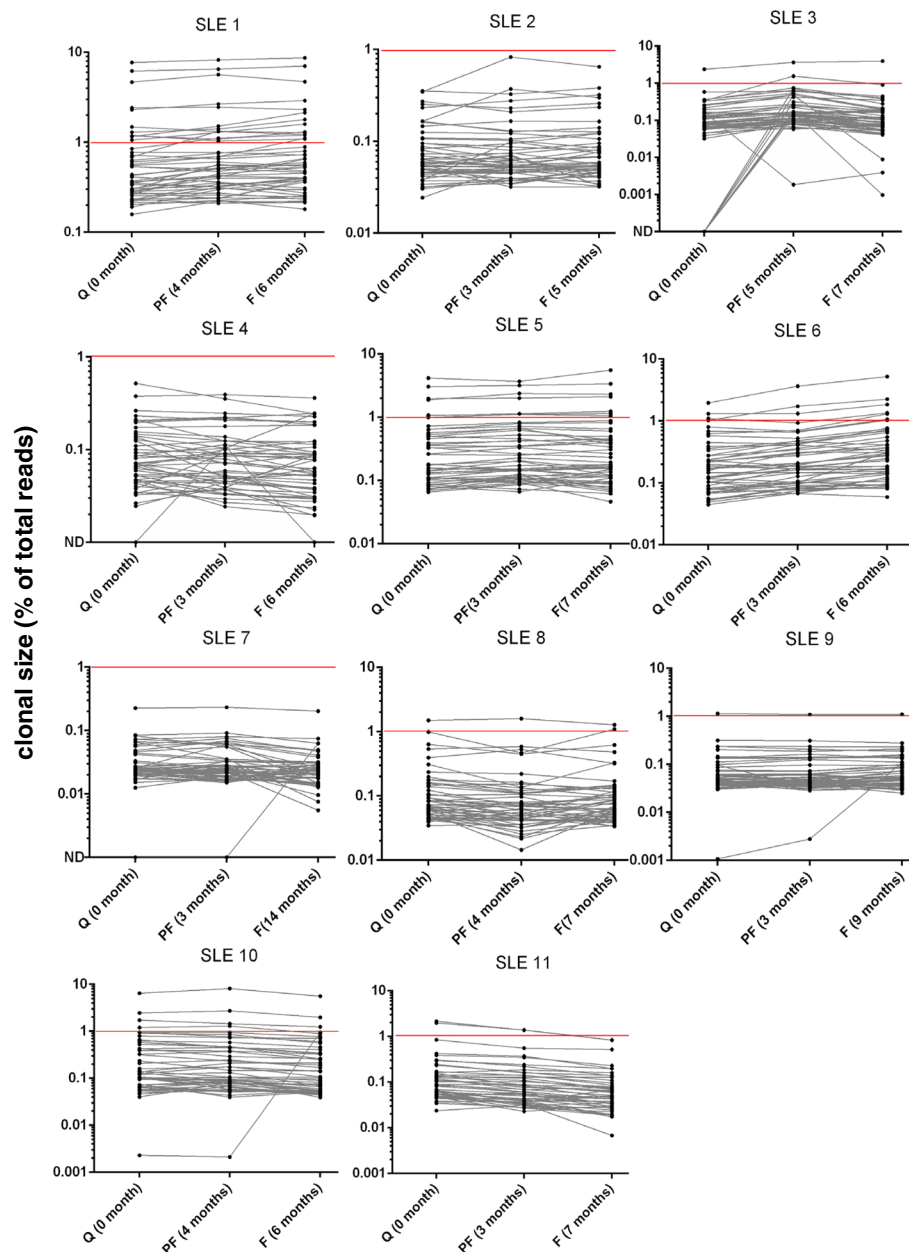 clonal size (% of total reads)
SLE 1
10
1
0.1
Q (0 month)
PF (4 months)
F (6 months)
SLE 2
1
0.1
0.01
Q (0 month)
PF (3 months)
F (5 months)
SLE 3
10
1
0.1
0.01
0.001
ND
Q (0 month)
PF (5 months)
F (7 months)
SLE 4
1
0.1
ND
Q (0 month)
PF (3 months)
F (6 months)
SLE 5
10
1
0.1
0.01
Q (0 month)
PF(3 months)
F(7 months)
SLE 6
10
1
0.1
0.01
Q (0 month)
PF (3 months)
F (6 months)
SLE 7
1
0.1
0.01
ND
Q (0 month)
PF (3 months)
F(14 months)
SLE 8
10
1
0.1
0.01
Q (0 month)
PF (4 months)
F(7 months)
SLE 9
10
1
0.1
0.01
0.001
Q (0 month)
PF (3 months)
F (9 months)
SLE 10
10
1
0.1
0.01
0.001
Q (0 month)
PF (4 months)
F (6 months)
SLE 11
10
1
0.1
0.01
0.001
Q (0 month)
PF (3 months)
F (7 months)